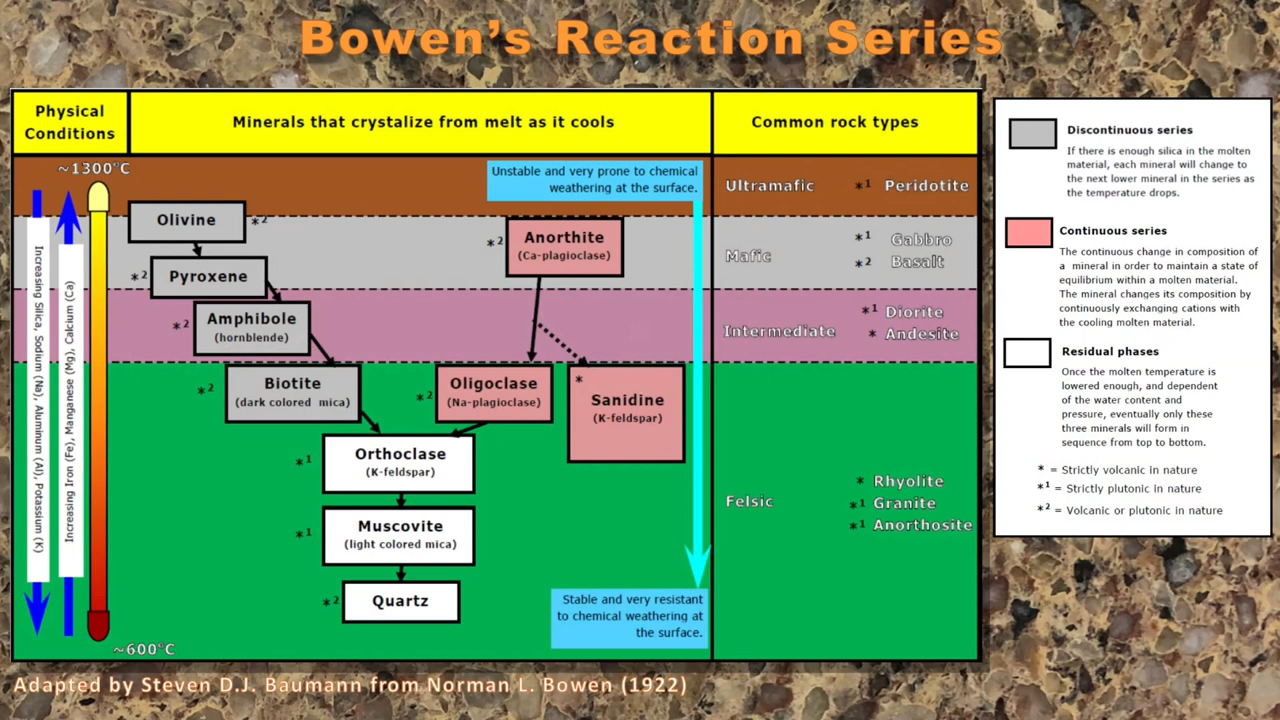 Bowen's Reaction Series
Physical
Conditions
Minerals that crystalize from melt as it cools
Common rock types
~1300°C
Unstable and very prone to chemical
weathering at the surface.
Ultramafic
*1 Peridotite
Olivine
*2
*2
Anorthite
(Ca-plagioclase)
*1 Gabbro
*2 Basalt
Mafic
*2
Pyroxene
*2
Amphibole
(hornblende)
*1 Diorite
* Andesite
Intermediate
Increasing Silica, Sodium (Na), Aluminum (Al), Potassium (K)
Increasing Iron (Fe), Manganese (Mg), Calcium (Ca)
*2
Biotite
(dark colored mica)
*2
Oligoclase
(Na-plagioclase)
*
Sanidine
(K-feldspar)
*1
Orthoclase
(K-feldspar)
Felsic
* Rhyolite
*1 Granite
*1 Anorthosite
*1
Muscovite
(light colored mica)
*2
Quartz
Stable and very resistant
to chemical weathering at
the surface.
~600°C
Discontinuous series
If there is enough silica in the molten
material, each mineral will change to
the next lower mineral in the series as
the temperature drops.
Continuous series
The continuous change in composition of
a mineral in order to maintain a state of
equilibrium within a molten material.
The mineral changes its composition by
continuously exchanging cations with
the cooling molten material.
Residual phases
Once the molten temperature is
lowered enough, and dependent
of the water content and
pressure, eventually only these
three minerals will form in
sequence from top to bottom.
* = Strictly volcanic in nature
*1 = Strictly plutonic in nature
*2 = Volcanic or plutonic in nature
Adapted by Steven D.J. Baumann from Norman L. Bowen (1922)